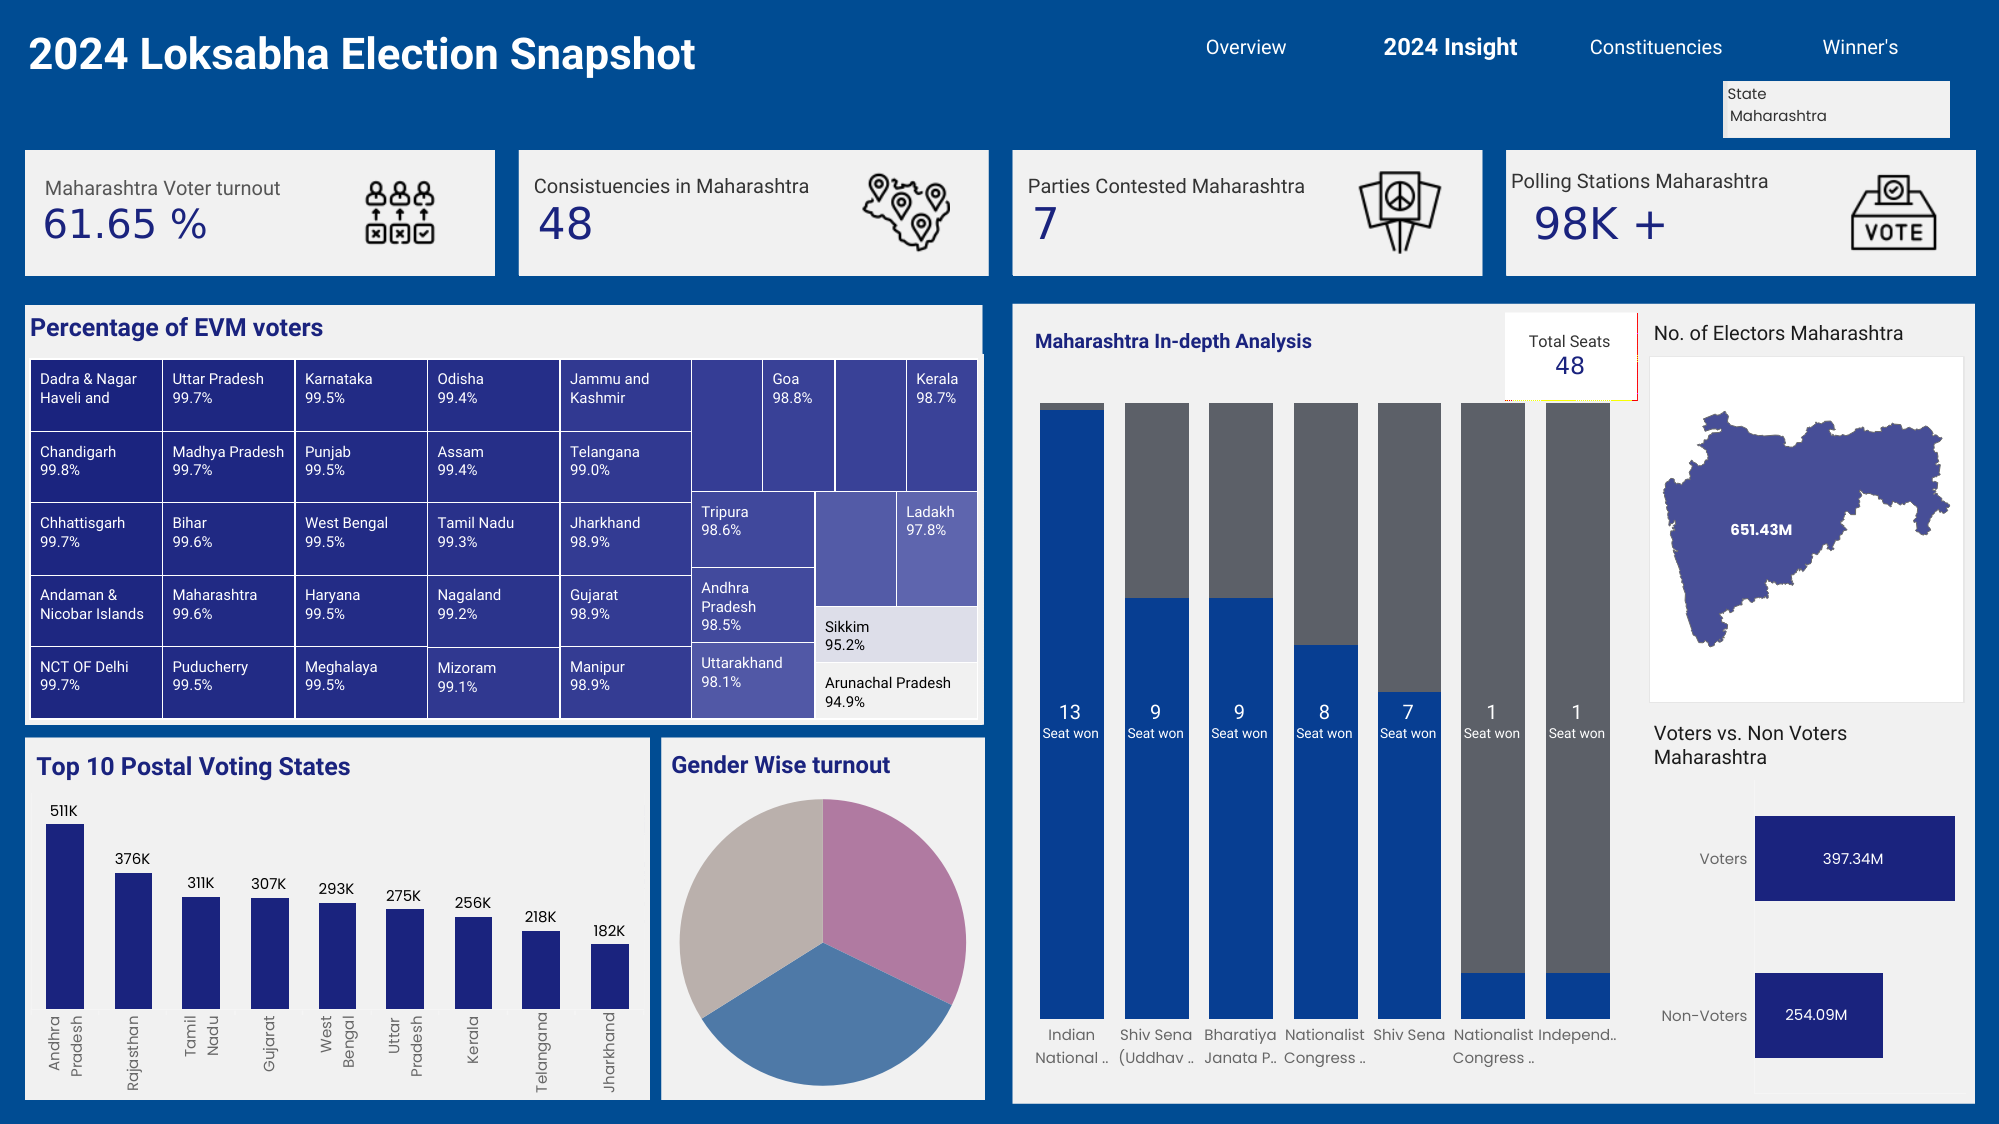 2024 Loksabha Election Snapshot
Overview
2024 Insight
Constituencies
Winner's
State
Maharashtra
Maharashtra Voter turnout
61.65 %
Consistuencies in Maharashtra
48
Parties Contested Maharashtra
7
Polling Stations Maharashtra
98K +
VOTE
Percentage of EVM voters
Dadra & Nagar
Haveli and
Chandigarh
99.8%
Chhattisgarh
99.7%
Andaman &
Nicobar Islands
NCT OF Delhi
99.7%
Uttar Pradesh
99.7%
Madhya Pradesh
99.7%
Bihar
99.6%
Maharashtra
99.6%
Puducherry
99.5%
Karnataka
99.5%
Punjab
99.5%
West Bengal
99.5%
Haryana
99.5%
Meghalaya
99.5%
Odisha
99.4%
Assam
99.4%
Tamil Nadu
99.3%
Nagaland
99.2%
Mizoram
99.1%
Jammu and
Kashmir
Telangana
99.0%
Jharkhand
98.9%
Gujarat
98.9%
Manipur
98.9%
Goa
98.8%
Kerala
98.7%
Tripura
98.6%
Andhra
Pradesh
98.5%
Uttarakhand
98.1%
Ladakh
97.8%
Sikkim
95.2%
Arunachal Pradesh
94.9%
Top 10 Postal Voting States
511K
376K
311K
307K
293K
275K
256K
218K
182K
Andhra
Pradesh
Rajasthan
Tamil
Nadu
Gujarat
West
Bengal
Uttar
Pradesh
Kerala
Telangana
Jharkhand
Gender Wise turnout
Maharashtra In-depth Analysis
Total Seats
48
13
Seat won
9
Seat won
9
Seat won
8
Seat won
7
Seat won
1
Seat won
1
Seat won
Indian
National ..
Shiv Sena
(Uddhav ..
Bharatiya
Janata P..
Nationalist
Congress ..
Shiv Sena
Nationalist
Congress ..
Independ..
No. of Electors Maharashtra
651.43M
Voters vs. Non Voters
Maharashtra
Voters
397.34M
Non-Voters
254.09M